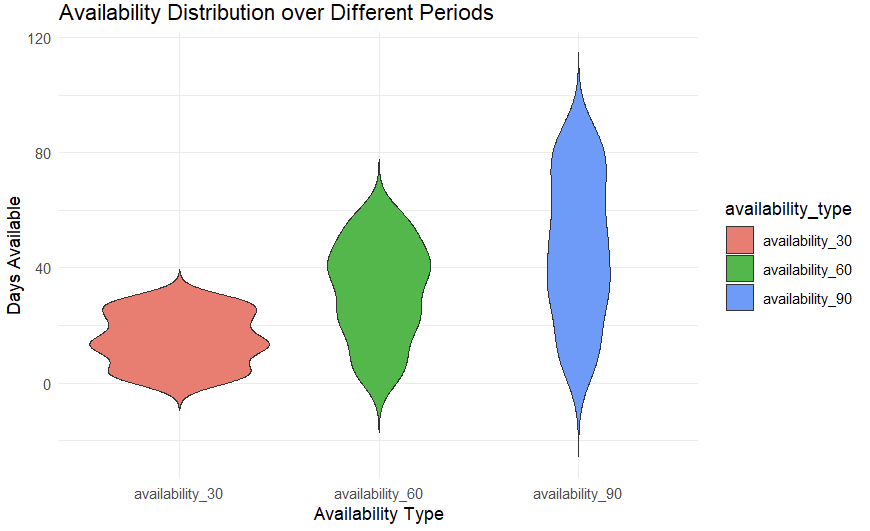 Availability Distribution over Different Periods
120
80
40
0
Days Available
availability_30
availability_60
availability_90
Availability Type
availability_type
availability_30
availability_60
availability_90